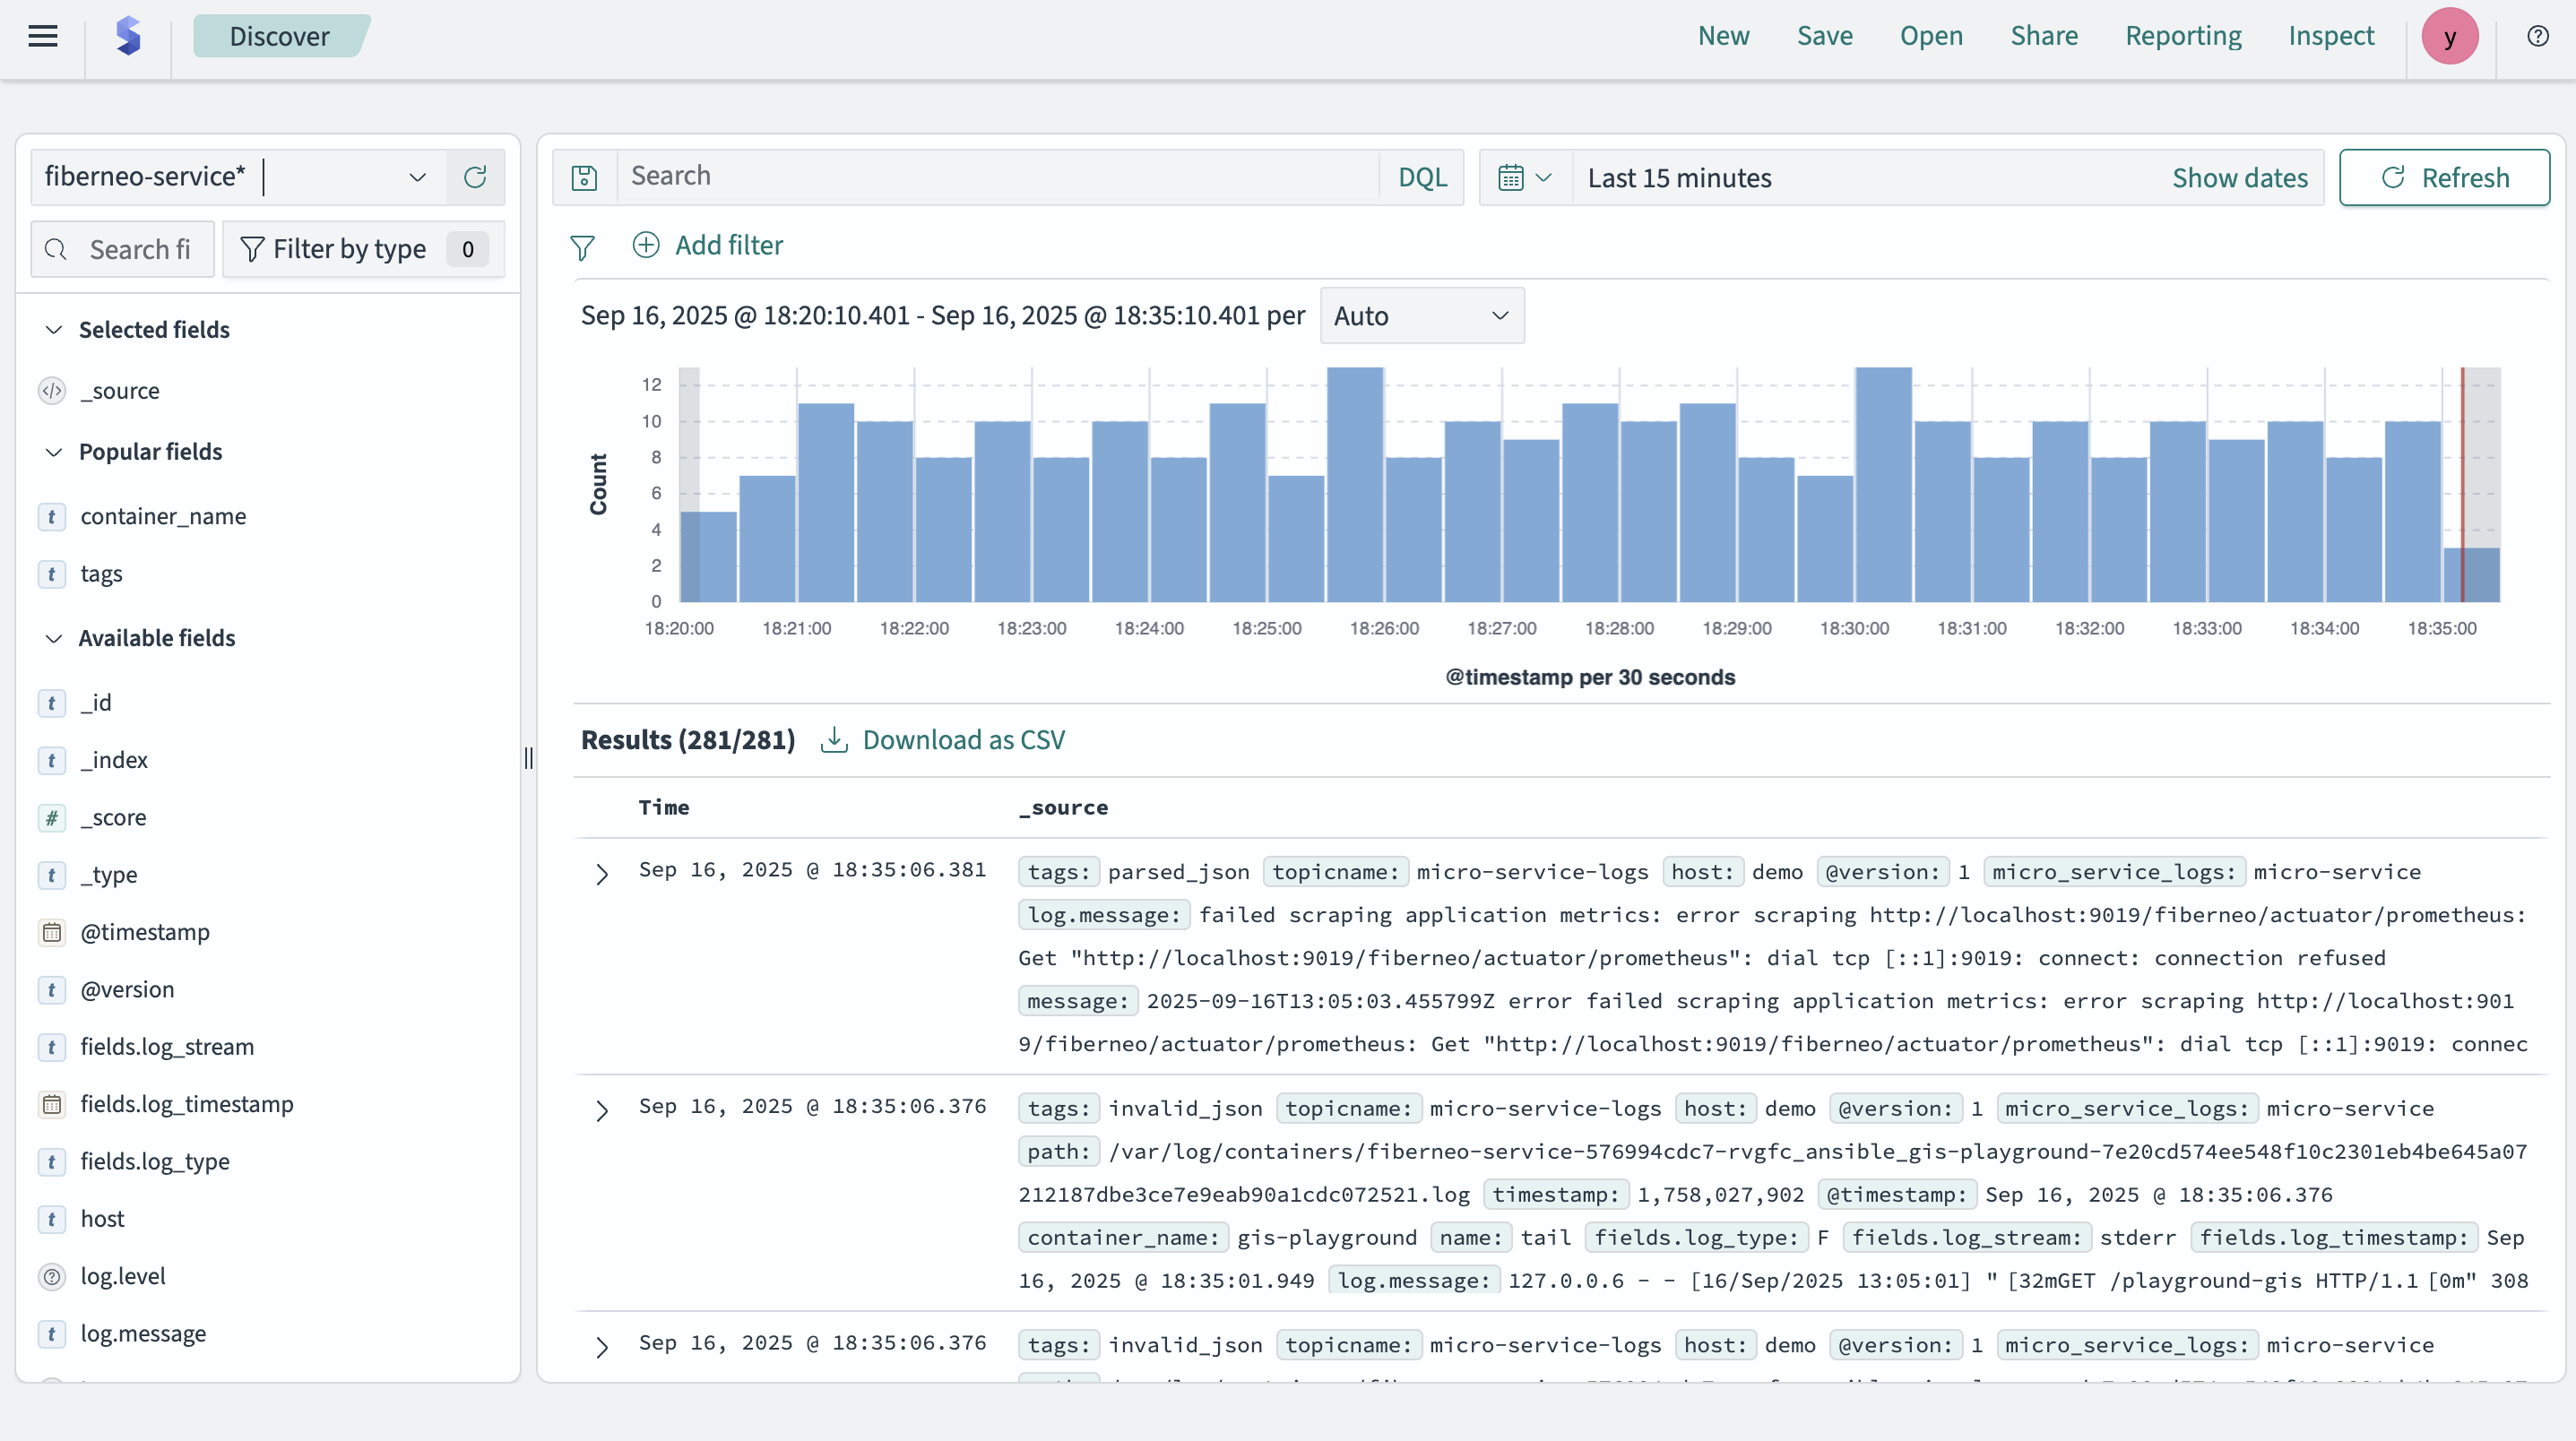 Discover
New Save Open Share Reporting Inspect y
fiberneo-service*
Search fi Filter by type 0
Selected fields
_source
Popular fields
container_name
tags
Available fields
_id
_index
_score
_type
@timestamp
@version
fields.log_stream
fields.log_timestamp
fields.log_type
host
log.level
log.message
Search DQL Last 15 minutes Show dates Refresh
Add filter
Sep 16, 2025 @ 18:20:10.401 - Sep 16, 2025 @ 18:35:10.401 per Auto
Count
12
10
8
6
4
2
0
18:20:00 18:21:00 18:22:00 18:23:00 18:24:00 18:25:00 18:26:00 18:27:00 18:28:00 18:29:00 18:30:00 18:31:00 18:32:00 18:33:00 18:34:00 18:35:00
@timestamp per 30 seconds
Results (281/281) Download as CSV
Time _source
Sep 16, 2025 @ 18:35:06.381 tags: parsed_json topicname: micro-service-logs host: demo @version: 1 micro_service_logs: micro-service
log.message: failed scraping application metrics: error scraping http://localhost:9019/fiberneo/actuator/prometheus:
Get "http://localhost:9019/fiberneo/actuator/prometheus": dial tcp [::1]:9019: connect: connection refused
message: 2025-09-16T13:05:03.455799Z error failed scraping application metrics: error scraping http://localhost:901
9/fiberneo/actuator/prometheus: Get "http://localhost:9019/fiberneo/actuator/prometheus": dial tcp [::1]:9019: connec
Sep 16, 2025 @ 18:35:06.376 tags: invalid_json topicname: micro-service-logs host: demo @version: 1 micro_service_logs: micro-service
path: /var/log/containers/fiberneo-service-576994cdc7-rvgfc_ansible_gis-playground-7e20cd574ee548f10c2301eb4be645a07
212187dbe3ce7e9eab90a1cdc072521.log timestamp: 1,758,027,902 @timestamp: Sep 16, 2025 @ 18:35:06.376
container_name: gis-playground name: tail fields.log_type: F fields.log_stream: stderr fields.log_timestamp: Sep
16, 2025 @ 18:35:01.949 log.message: 127.0.0.6 - - [16/Sep/2025 13:05:01] " [32mGET /playground-gis HTTP/1.1 [0m" 308
Sep 16, 2025 @ 18:35:06.376 tags: invalid_json topicname: micro-service-logs host: demo @version: 1 micro_service_logs: micro-service